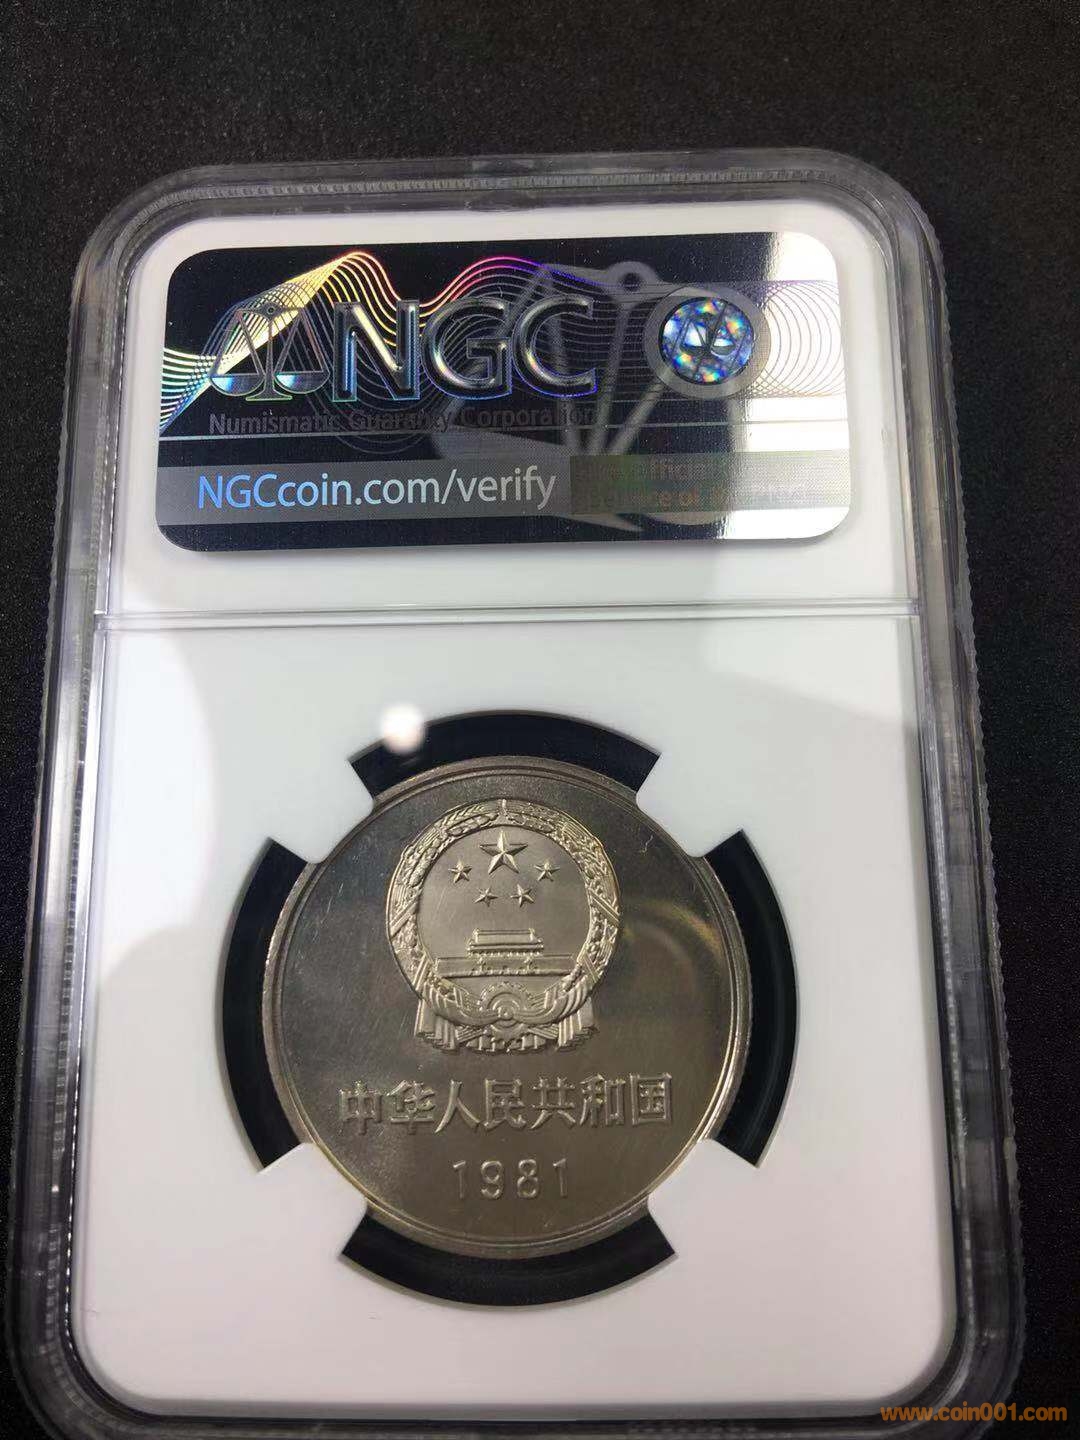 NGC
Numismatic Guaranty Corporation
NGCcoin.com/verify
中华人民共和国
1981
www.coin001.com